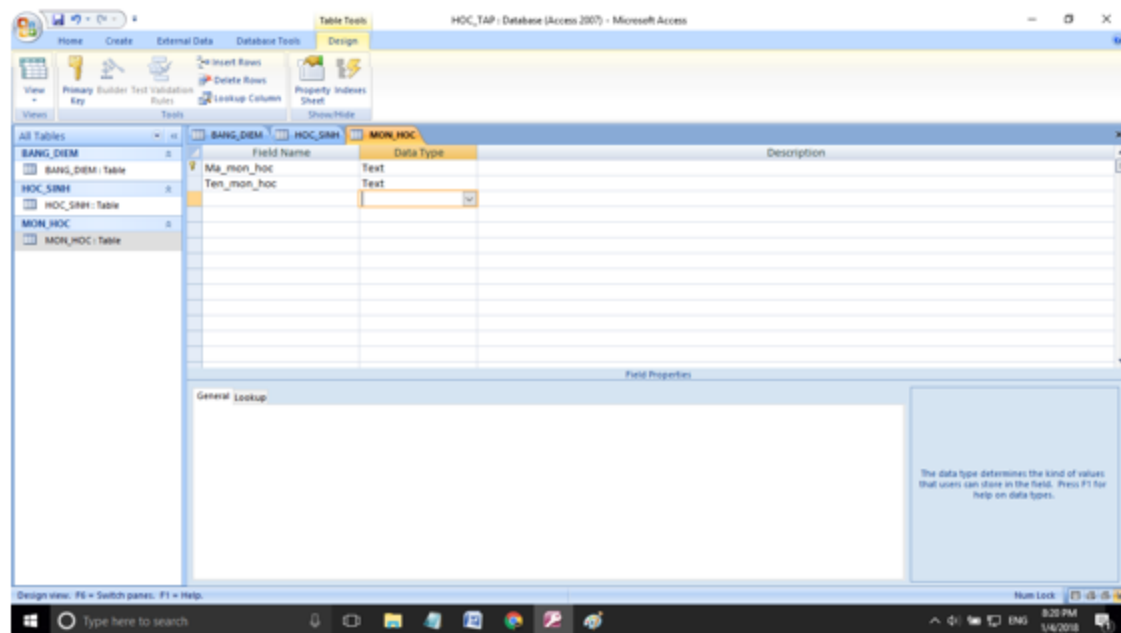 Table Tools
HOC_TAP : Database (Access 2007) - Microsoft Access
Home Create External Data Database Tools Design
View
Primary Key
Builder
Test Validation Rules
Insert Rows
Delete Rows
Lookup Column
Property Sheet
Indexes
Views
Tools
Show/Hide
All Tables
BANG_DIEM
BANG_DIEM : Table
HOC_SINH
HOC_SINH : Table
MON_HOC
MON_HOC : Table
BANG_DIEM HOC_SINH MON_HOC
Field Name Data Type Description
Ma_mon_hoc Text
Ten_mon_hoc Text
Field Properties
General Lookup
The data type determines the kind of values
that users can store in the field. Press F1 for
help on data types.
Design view. F6 = Switch panes. F1 = Help.
Num Lock
Type here to search
ENG
8:20 PM
1/4/2018